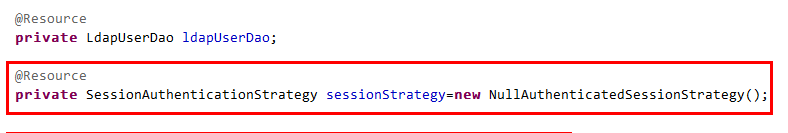 @Resource
private LdapUserDao ldapUserDao;
@Resource
private SessionAuthenticationStrategy sessionStrategy=new NullAuthenticatedSessionStrategy();